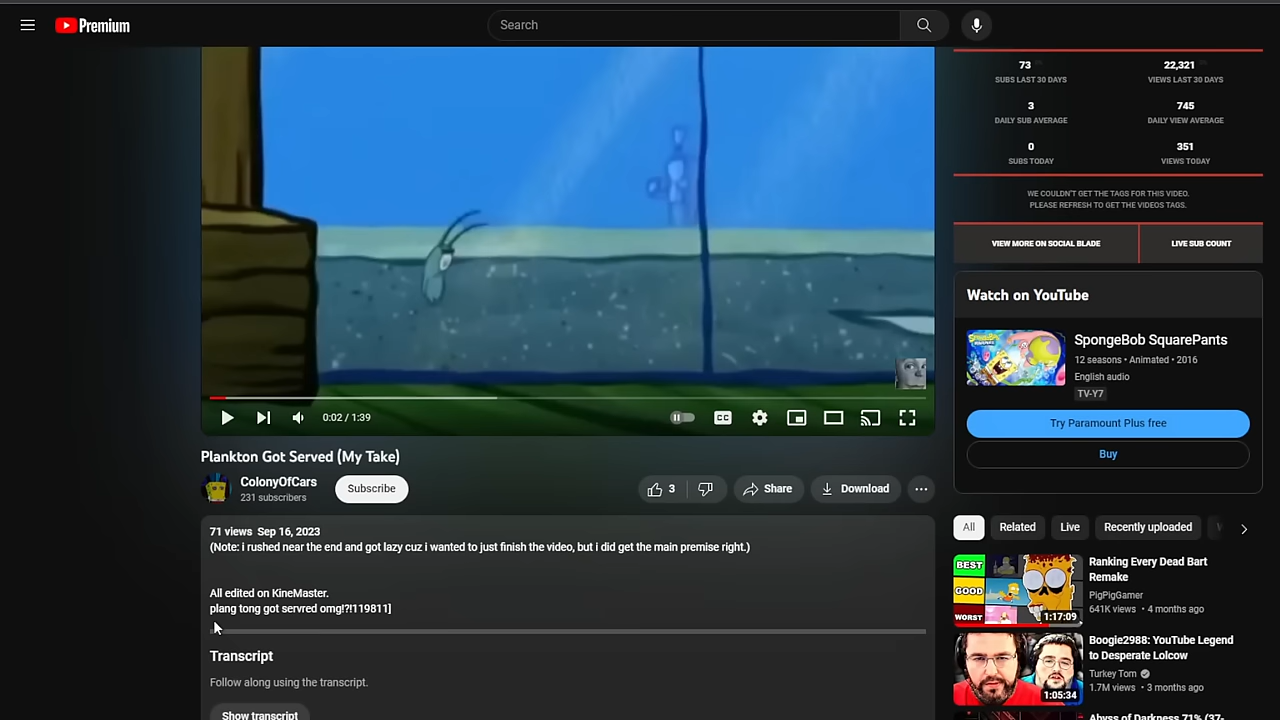 Premium
Search
73
SUBS LAST 30 DAYS
22,321
VIEWS LAST 30 DAYS
3
DAILY SUB AVERAGE
745
DAILY VIEW AVERAGE
0
SUBS TODAY
351
VIEWS TODAY
WE COULDN'T GET THE TAGS FOR THIS VIDEO.
PLEASE REFRESH TO GET THE VIDEOS TAGS.
VIEW MORE ON SOCIAL BLADE
LIVE SUB COUNT
Watch on YouTube
SpongeBob SquarePants
12 seasons • Animated • 2016
English audio
TV-Y7
Try Paramount Plus free
Buy
0:02 / 1:39
CC
Plankton Got Served (My Take)
ColonyOfCars
231 subscribers
Subscribe
3
Share
Download
71 views Sep 16, 2023
(Note: i rushed near the end and got lazy cuz i wanted to just finish the video, but i did get the main premise right.)
All edited on KineMaster.
plang tong got servred omg!?!119811]
Transcript
Follow along using the transcript.
Show transcript
All
Related
Live
Recently uploaded
BEST
GOOD
WORST
1:17:09
Ranking Every Dead Bart
Remake
PigPigGamer
641K views • 4 months ago
1:05:34
Boogie2988: YouTube Legend
to Desperate Lolcow
Turkey Tom
1.7M views • 3 months ago
Abyss of Darkness 71% (37-